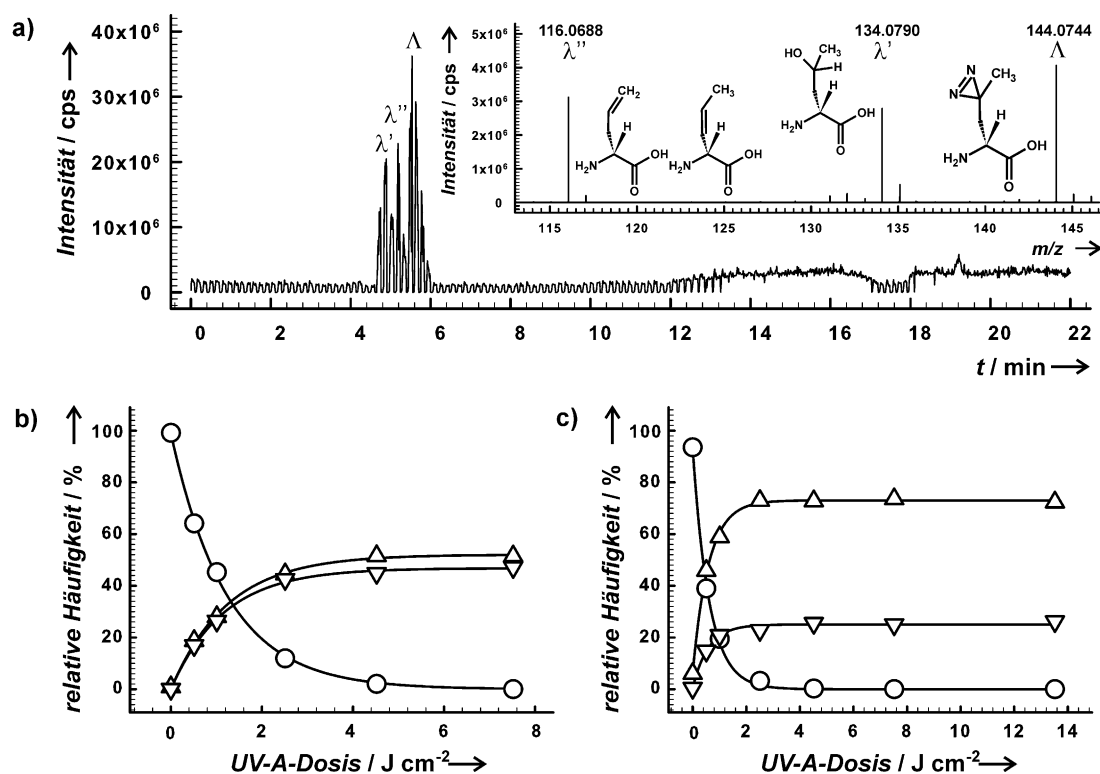 a)
40x10⁶
30x10⁶
20x10⁶
10x10⁶
0
Intensität / cps
λ'
λ''
Λ
0 2 4 6 8 10 12 14 16 18 20 22
t / min
5x10⁶
4x10⁶
3x10⁶
2x10⁶
1x10⁶
0
Intensität / cps
116.0688
λ''
134.0790
λ'
144.0744
Λ
CH₂
H
H₂N
OH
O
CH₃
H
H₂N
OH
O
HO
CH₃
H
H
H₂N
OH
O
N
N
CH₃
H
H₂N
OH
O
115 120 125 130 135 140 145
m/z
b)
100
80
60
40
20
0
relative Häufigkeit / %
0 2 4 6 8
UV-A-Dosis / J cm⁻²
c)
100
80
60
40
20
0
relative Häufigkeit / %
0 2 4 6 8 10 12 14
UV-A-Dosis / J cm⁻²